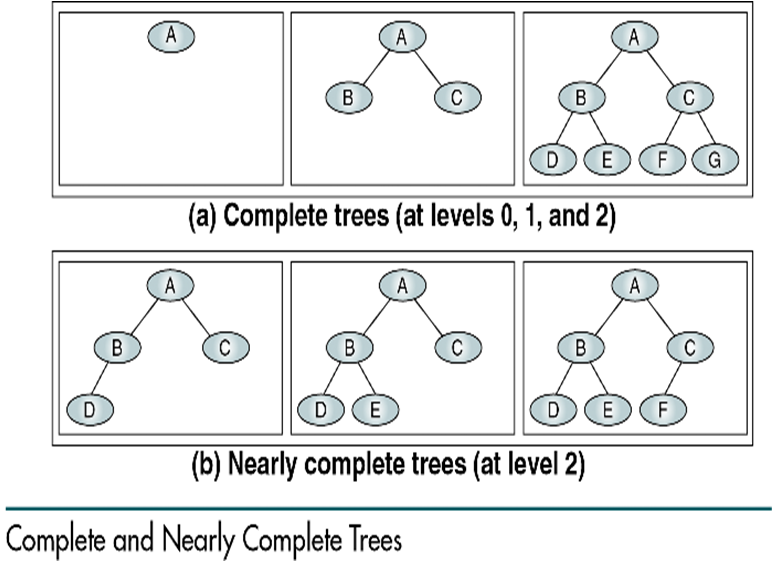 A A A
B C B C
D E F G
(a) Complete trees (at levels 0, 1, and 2)
A A A
B C B C B C
D D E D E F
(b) Nearly complete trees (at level 2)
Complete and Nearly Complete Trees